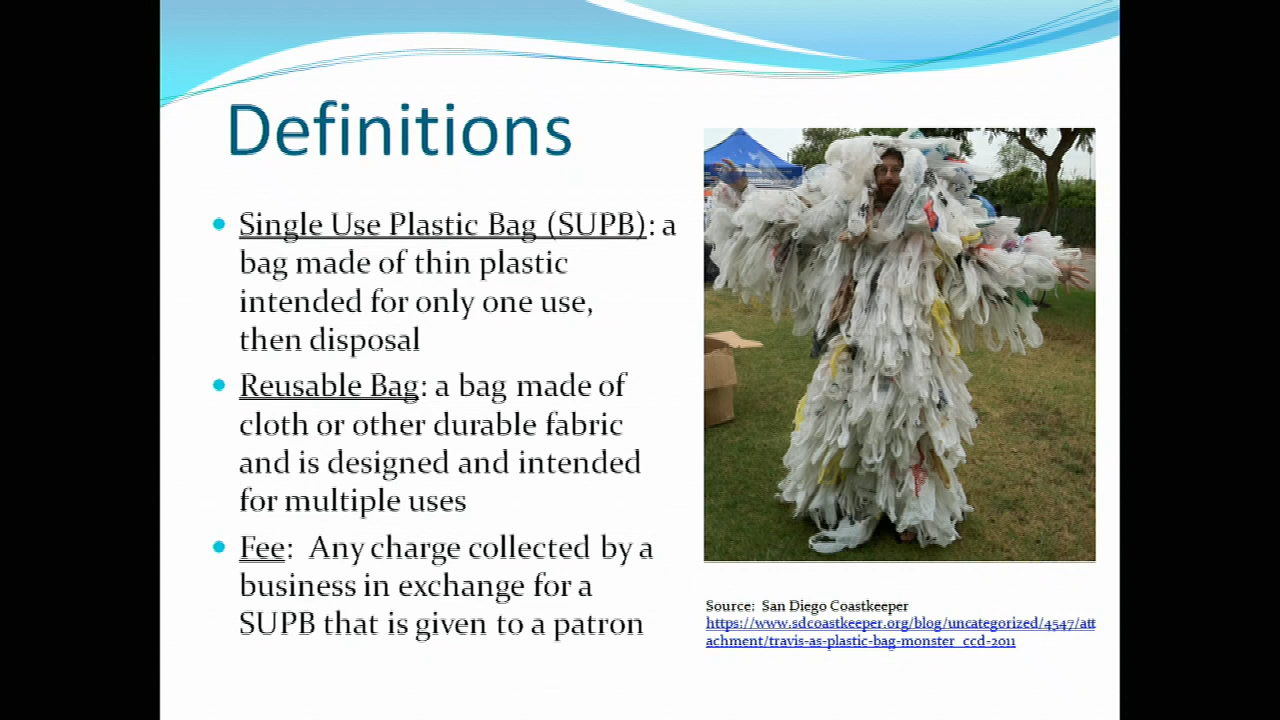 Definitions
Single Use Plastic Bag (SUPB): a
bag made of thin plastic
intended for only one use,
then disposal
Reusable Bag: a bag made of
cloth or other durable fabric
and is designed and intended
for multiple uses
Fee:  Any charge collected by a
business in exchange for a
SUPB that is given to a patron
Source:  San Diego Coastkeeper
https://www.sdcoastkeeper.org/blog/uncategorized/4547/att
achment/travis-as-plastic-bag-monster_ccd-2011